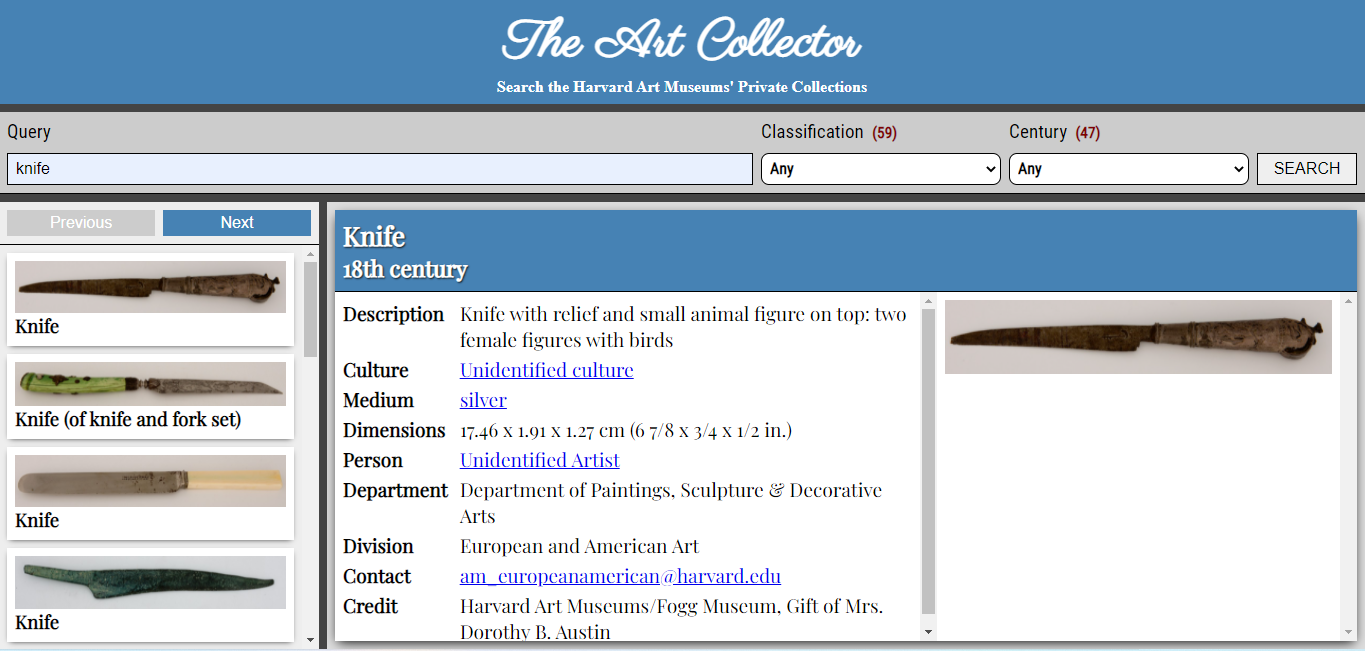 The Art Collector
Search the Harvard Art Museums' Private Collections
Query
Classification (59)
Century (47)
knife
Any
Any
SEARCH
Previous
Next
Knife
Knife (of knife and fork set)
Knife
Knife
Knife
18th century
Description Knife with relief and small animal figure on top: two
female figures with birds
Culture Unidentified culture
Medium silver
Dimensions 17.46 x 1.91 x 1.27 cm (6 7/8 x 3/4 x 1/2 in.)
Person Unidentified Artist
Department Department of Paintings, Sculpture & Decorative
Arts
Division European and American Art
Contact am_europeanamerican@harvard.edu
Credit Harvard Art Museums/Fogg Museum, Gift of Mrs.
Dorothy B. Austin